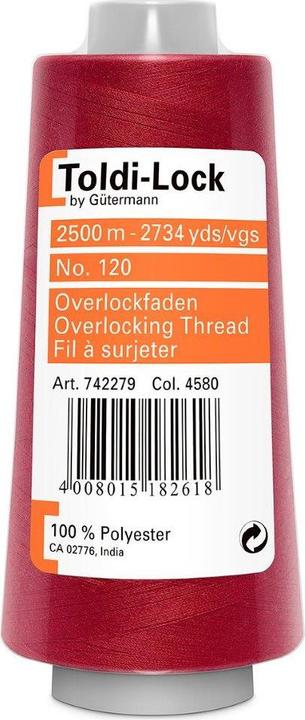 Toldi-Lock
by Gütermann
2500 m - 2734 yds/vgs
No. 120
Overlockfaden
Overlocking Thread
Fil à surjeter
Art. 742279 Col. 4580
4 008015 182618
100 % Polyester
CA 02776, India